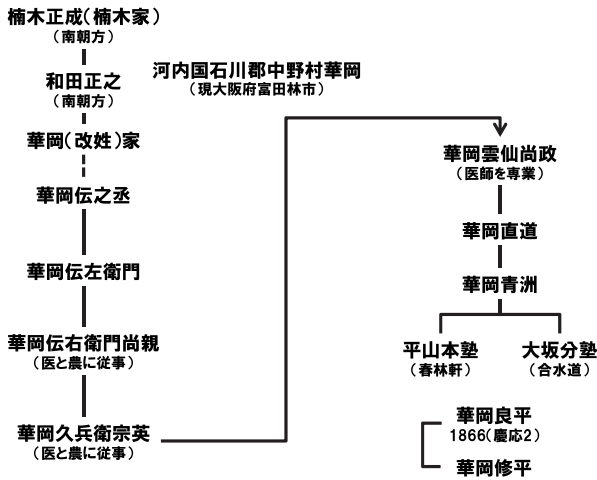 楠木正成（楠木家）
（南朝方）
和田正之
（南朝方）
華岡（改姓）家
華岡伝之丞
華岡伝左衛門
華岡伝右衛門尚親
（医と農に従事）
華岡久兵衛宗英
（医と農に従事）
河内国石川郡中野村華岡
（現大阪府富田林市）
華岡雲仙尚政
（医師を専業）
華岡直道
華岡青洲
平山本塾
（春林軒）
大坂分塾
（合水道）
華岡良平
1866（慶応2）
華岡修平